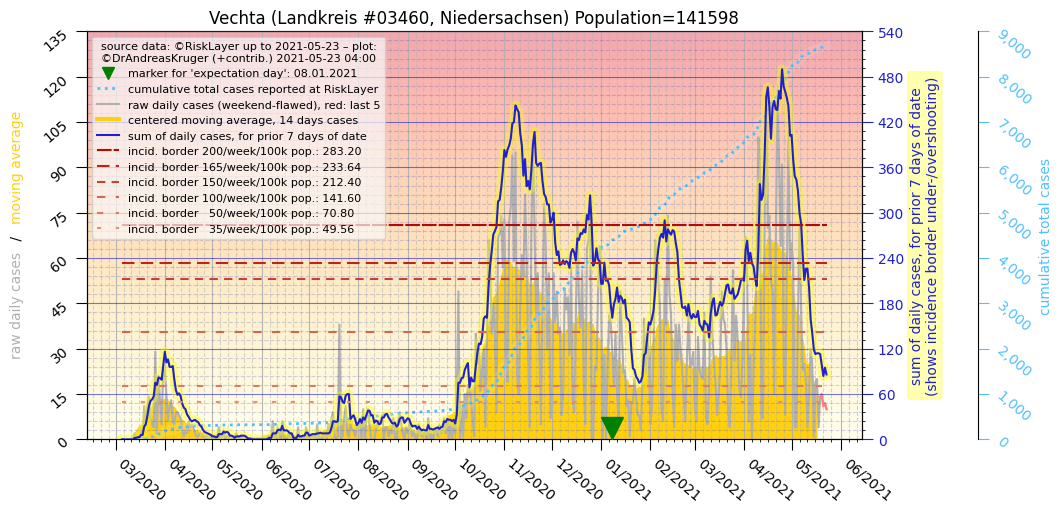 Vechta (Landkreis #03460, Niedersachsen) Population=141598
source data: ©RiskLayer up to 2021-05-23 – plot:
©DrAndreasKruger (+contrib.) 2021-05-23 04:00
marker for 'expectation day': 08.01.2021
cumulative total cases reported at RiskLayer
raw daily cases (weekend-flawed), red: last 5
centered moving average, 14 days cases
sum of daily cases, for prior 7 days of date
incid. border 200/week/100k pop.: 283.20
incid. border 165/week/100k pop.: 233.64
incid. border 150/week/100k pop.: 212.40
incid. border 100/week/100k pop.: 141.60
incid. border 50/week/100k pop.: 70.80
incid. border 35/week/100k pop.: 49.56
raw daily cases / moving average
135
120
105
90
75
60
45
30
15
0
03/2020
04/2020
05/2020
06/2020
07/2020
08/2020
09/2020
10/2020
11/2020
12/2020
01/2021
02/2021
03/2021
04/2021
05/2021
06/2021
540
480
420
360
300
240
180
120
60
0
sum of daily cases, for prior 7 days of date
(shows incidence border under-/overshooting)
9,000
8,000
7,000
6,000
5,000
4,000
3,000
2,000
1,000
0
cumulative total cases